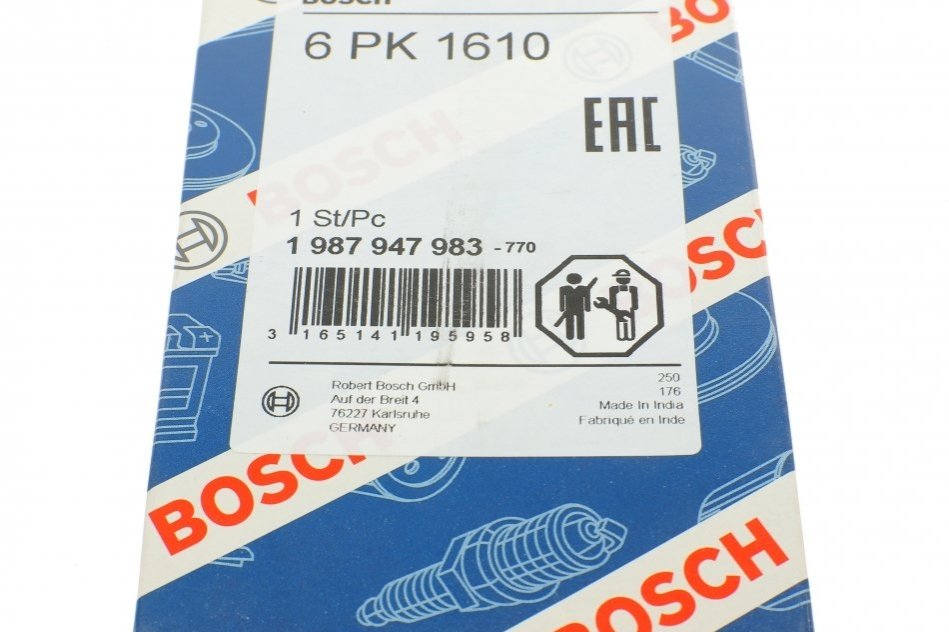 BOSCH
6 PK 1610
EAC
BOSCH
1 St/Pc
1 987 947 983 - 770
BOSCH
3 165141 195958
Robert Bosch GmbH
Auf der Breit 4
76227 Karlsruhe
GERMANY
250
176
Made In India
Fabriqué en Inde
BOSCH
BOSCH